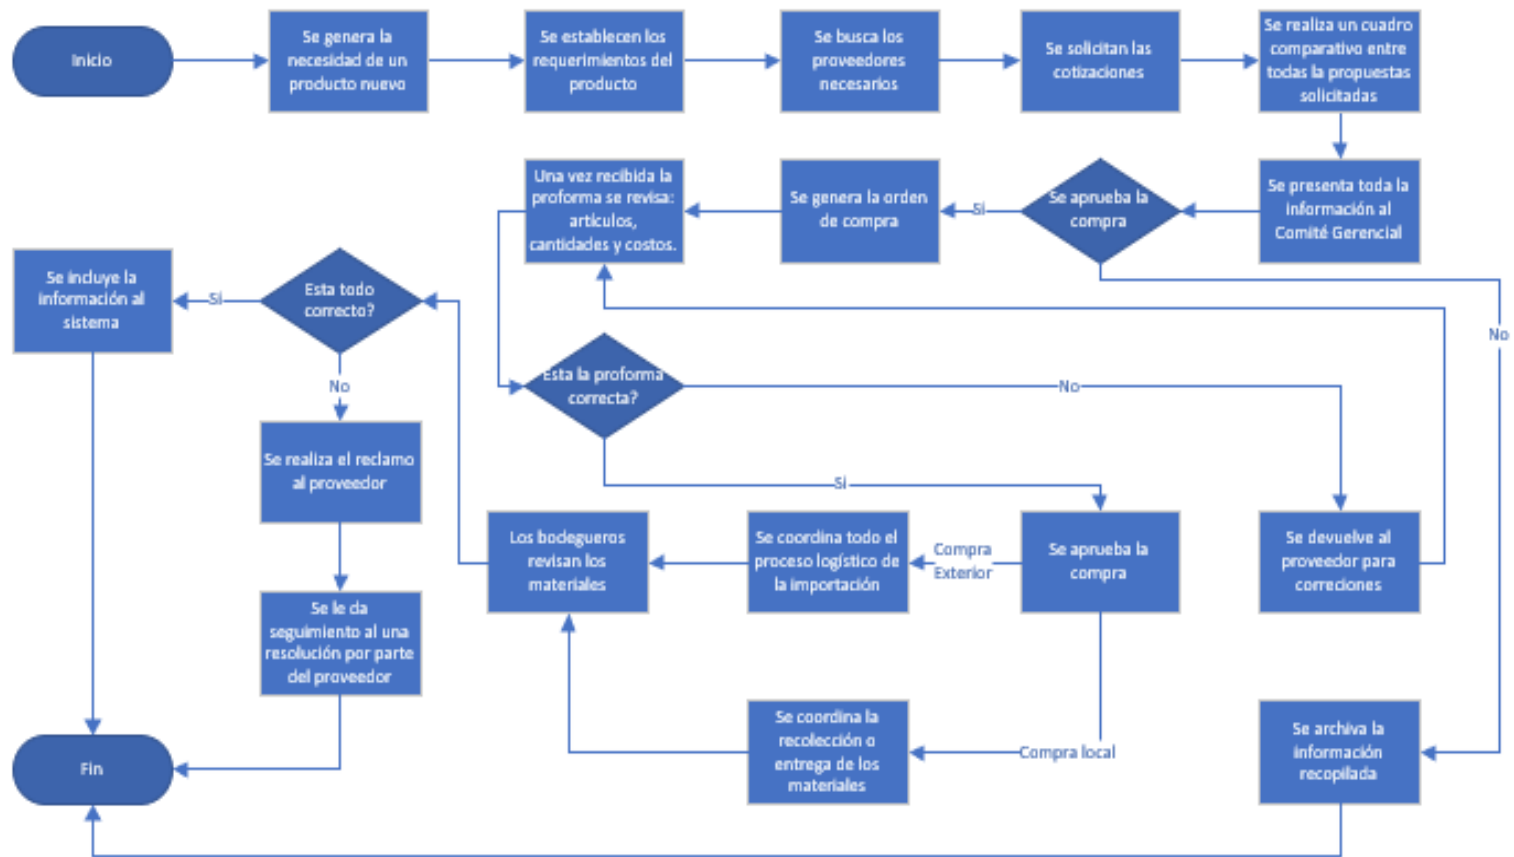 Inicio
Se genera la
necesidad de un
producto nuevo
Se establecen los
requerimientos del
producto
Se busca los
proveedores
necesarios
Se solicitan las
cotizaciones
Se realiza un cuadro
comparativo entre
todas la propuestas
solicitadas
Se presenta toda la
información al
Comité Gerencial
Se aprueba la
compra
Si
Se genera la orden
de compra
Una vez recibida la
proforma se revisa:
artículos,
cantidades y costos.
No
Esta la proforma
correcta?
No
Si
Se devuelve al
proveedor para
correciones
Se aprueba la
compra
Compra
Exterior
Se coordina todo el
proceso logístico de
la importación
Los bodegueros
revisan los
materiales
Compra local
Se coordina la
recolección o
entrega de los
materiales
Se archiva la
información
recopilada
Esta todo
correcto?
Si
Se incluye la
información al
sistema
No
Se realiza el reclamo
al proveedor
Se le da
seguimiento al una
resolución por parte
del proveedor
Fin